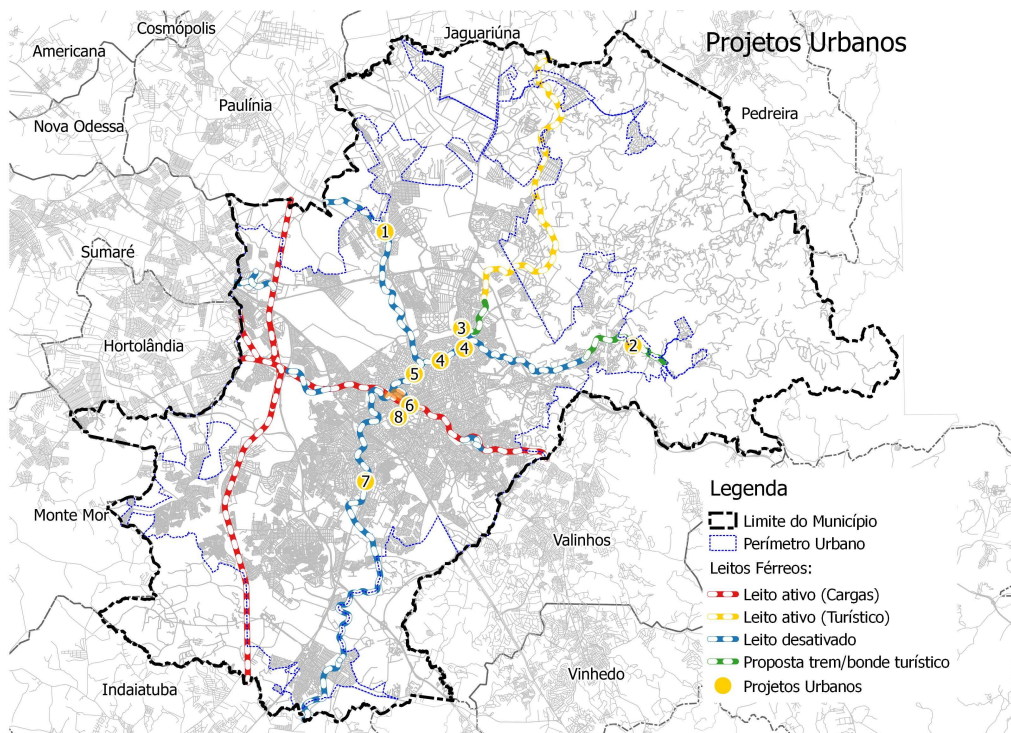 Cosmópolis
Jaguariúna
Projetos Urbanos
Americana
Paulínia
Pedreira
Nova Odessa
1
Sumaré
3
Hortolândia
4
2
4
5
6
8
7
Monte Mor
Valinhos
Vinhedo
Indaiatuba
Legenda
Limite do Município
Perímetro Urbano
Leitos Férreos:
Leito ativo (Cargas)
Leito ativo (Turístico)
Leito desativado
Proposta trem/bonde turístico
Projetos Urbanos